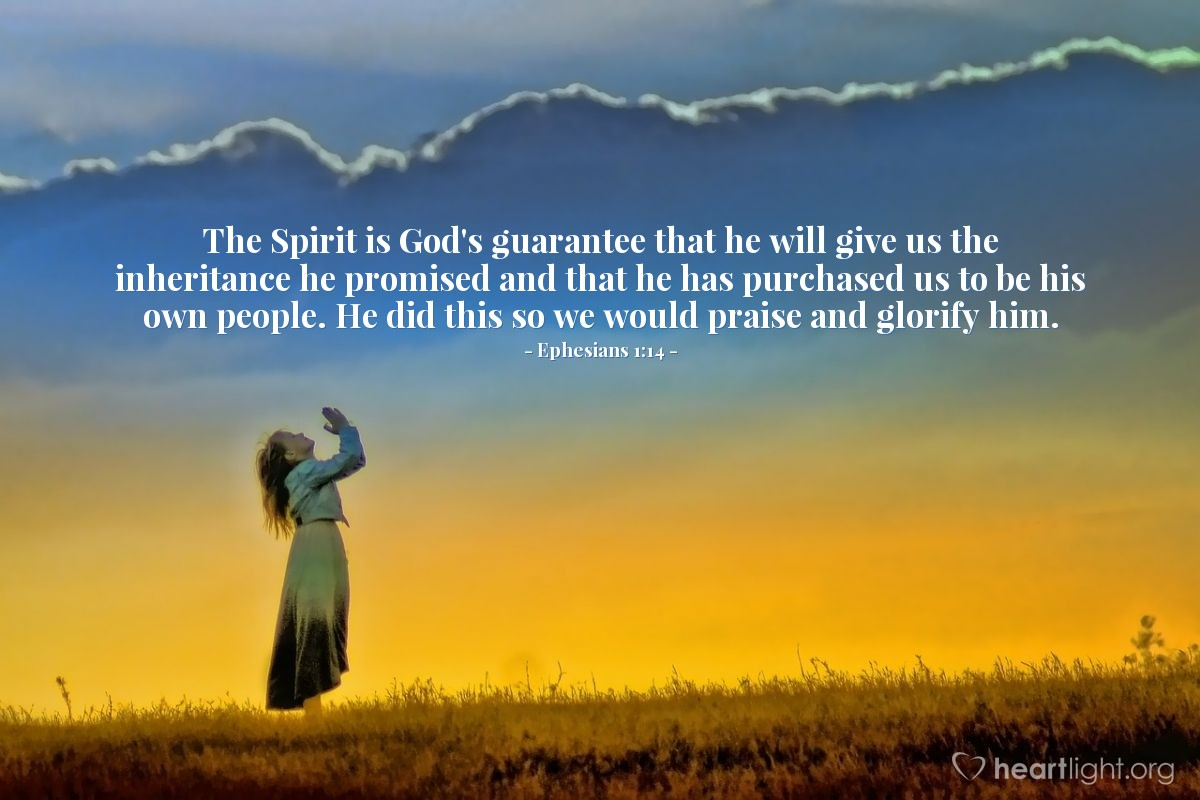 The Spirit is God's guarantee that he will give us the
inheritance he promised and that he has purchased us to be his
own people. He did this so we would praise and glorify him.
- Ephesians 1:14 -
heartlight.org